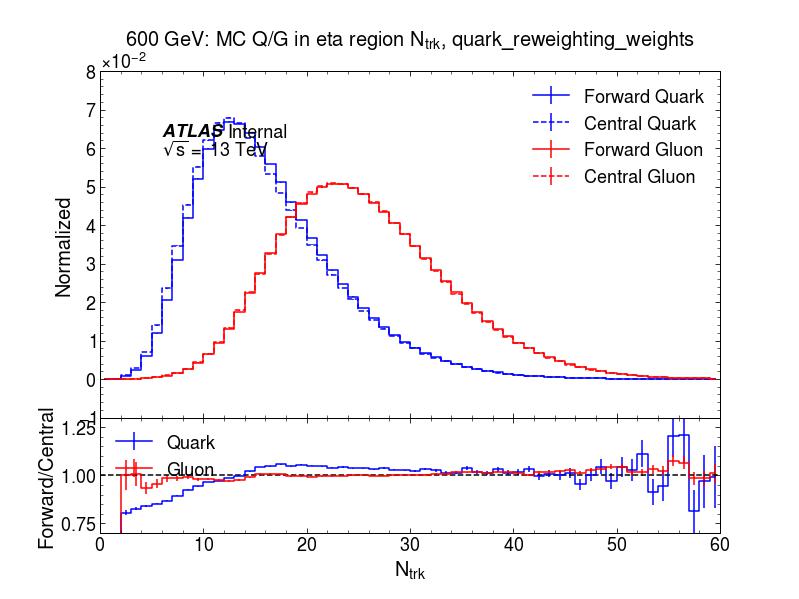 600 GeV: MC Q/G in eta region N_trk, quark_reweighting_weights
×10⁻²
8
7
6
5
4
3
2
1
0
−1
Normalized
ATLAS Internal
√s = 13 TeV
Forward Quark
Central Quark
Forward Gluon
Central Gluon
1.25
1.00
0.75
Forward/Central
Quark
Gluon
0 10 20 30 40 50 60
N_trk